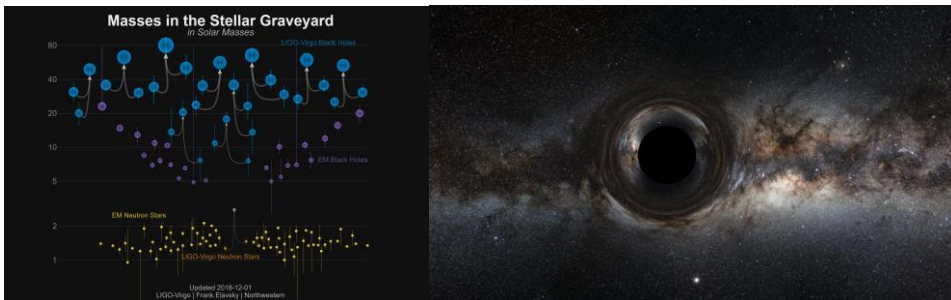 Masses in the Stellar Graveyard
in Solar Masses
LIGO-Virgo Black Holes
80
40
20
10
EM Black Holes
5
EM Neutron Stars
2
LIGO-Virgo Neutron Stars
1
Updated 2018-12-01
LIGO-Virgo | Frank Elavsky | Northwestern